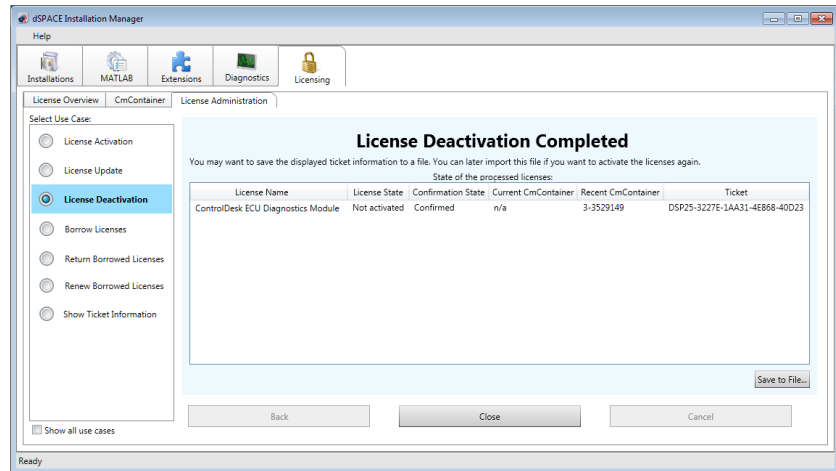 dSPACE Installation Manager
Help
Installations
MATLAB
Extensions
Diagnostics
Licensing
License Overview
CmContainer
License Administration
Select Use Case:
License Activation
License Update
License Deactivation
Borrow Licenses
Return Borrowed Licenses
Renew Borrowed Licenses
Show Ticket Information
Show all use cases
License Deactivation Completed
You may want to save the displayed ticket information to a file. You can later import this file if you want to activate the licenses again.
State of the processed licenses:
License Name License State Confirmation State Current CmContainer Recent CmContainer Ticket
ControlDesk ECU Diagnostics Module Not activated Confirmed n/a 3-3529149 DSP25-3227E-1AA31-4E868-40D23
Save to File...
Back
Close
Cancel
Ready